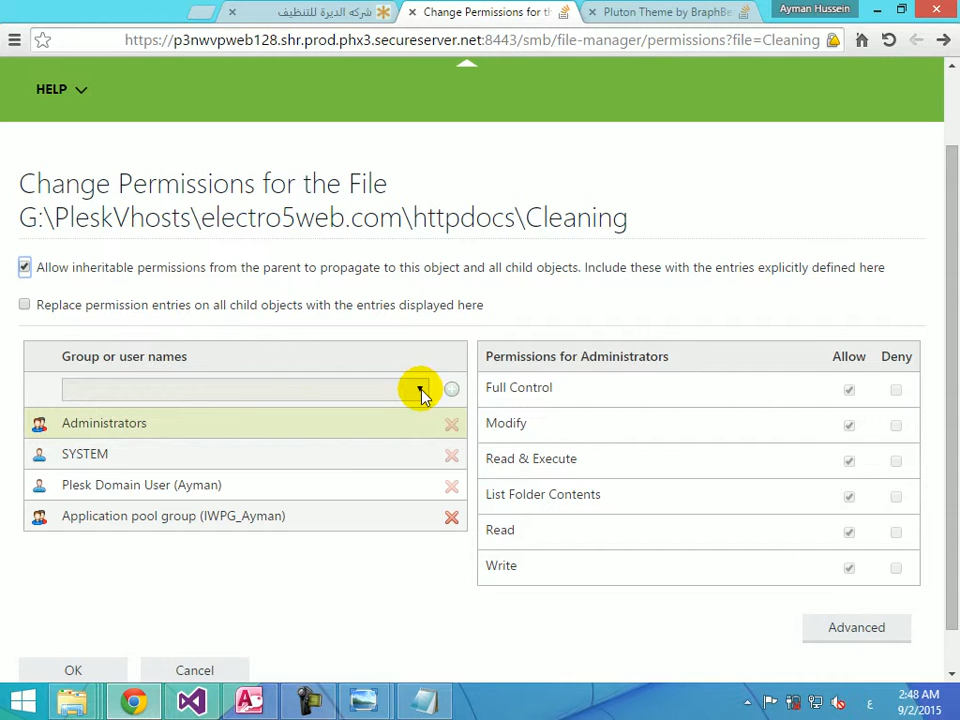 شركه الديرة للتنظيف
Change Permissions for th
Pluton Theme by BraphBe
Ayman Hussein
https://p3nwvpweb128.shr.prod.phx3.secureserver.net:8443/smb/file-manager/permissions?file=Cleaning
HELP
Change Permissions for the File
G:\PleskVhosts\electro5web.com\httpdocs\Cleaning
Allow inheritable permissions from the parent to propagate to this object and all child objects. Include these with the entries explicitly defined here
Replace permission entries on all child objects with the entries displayed here
Group or user names
Administrators
SYSTEM
Plesk Domain User (Ayman)
Application pool group (IWPG_Ayman)
Permissions for Administrators Allow Deny
Full Control
Modify
Read & Execute
List Folder Contents
Read
Write
Advanced
OK Cancel
ع
2:48 AM
9/2/2015